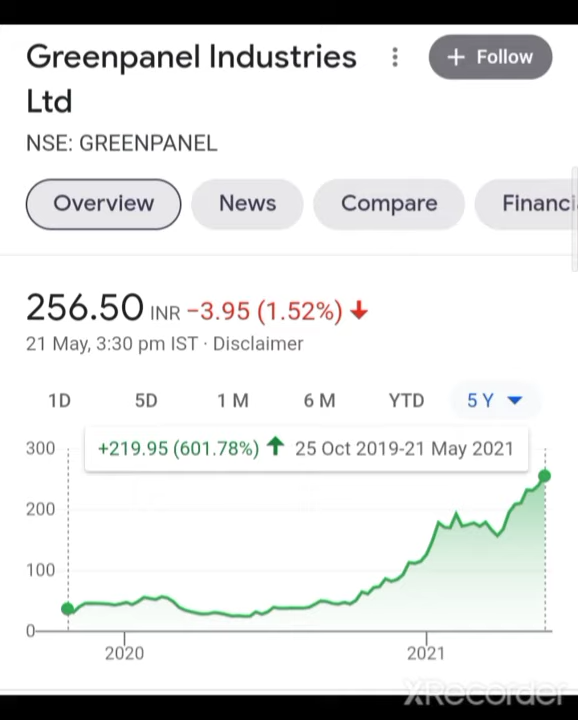 Greenpanel Industries
Ltd
+ Follow
NSE: GREENPANEL
Overview
News
Compare
Financi
256.50 INR −3.95 (1.52%)
21 May, 3:30 pm IST · Disclaimer
1D 5D 1 M 6 M YTD 5 Y
+219.95 (601.78%) 25 Oct 2019-21 May 2021
300
200
100
0
2020 2021
XRecorder